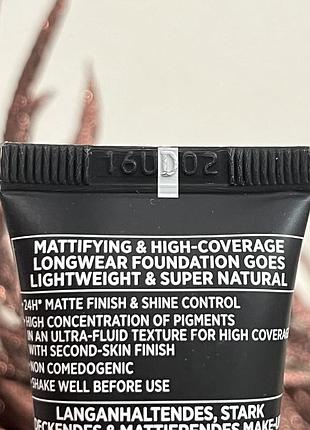 16UD02
MATTIFYING & HIGH-COVERAGE
LONGWEAR FOUNDATION GOES
LIGHTWEIGHT & SUPER NATURAL
•24H* MATTE FINISH & SHINE CONTROL
•HIGH CONCENTRATION OF PIGMENTS
IN AN ULTRA-FLUID TEXTURE FOR HIGH COVERAG
WITH SECOND-SKIN FINISH
•NON COMEDOGENIC
•SHAKE WELL BEFORE USE
LANGANHALTENDES, STARK
DECKENDES & MATTIERENDES MAKE-U